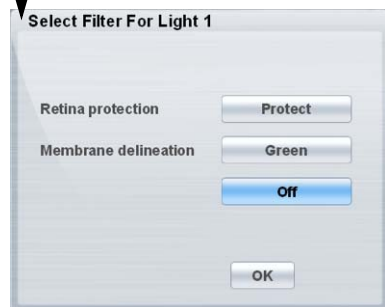 Select Filter For Light 1
Retina protection Protect
Membrane delineation Green
Off
OK